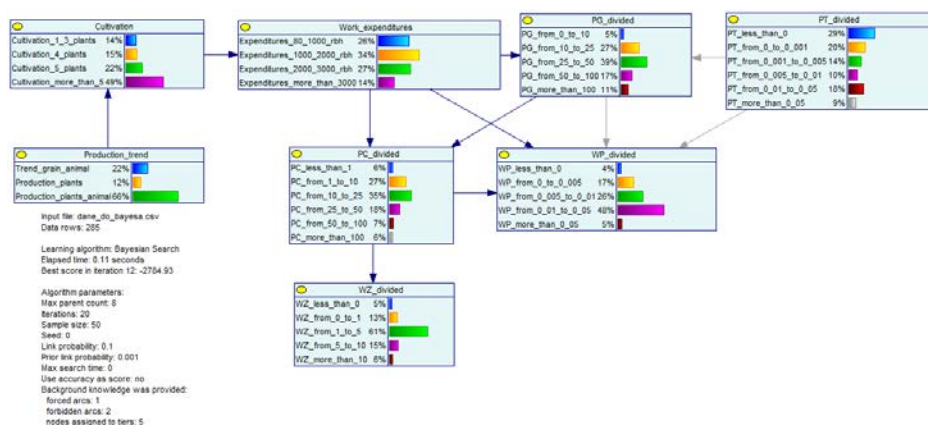 Cultivation
Cultivation_1_3_plants 14%
Cultivation_4_plants 15%
Cultivation_5_plants 22%
Cultivation_more_than_5 49%
Work_expenditures
Expenditures_80_1000_rbh 26%
Expenditures_1000_2000_rbh 34%
Expenditures_2000_3000_rbh 27%
Expenditures_more_than_3000 14%
PG_divided
PG_from_0_to_10 5%
PG_from_10_to_25 27%
PG_from_25_to_50 39%
PG_from_50_to_100 17%
PG_more_than_100 11%
PT_divided
PT_less_than_0 29%
PT_from_0_to_0_001 20%
PT_from_0_001_to_0_005 14%
PT_from_0_005_to_0_01 10%
PT_from_0_01_to_0_05 18%
PT_more_than_0_05 9%
Production_trend
Trend_grain_animal 22%
Production_plants 12%
Production_plants_animal 66%
PC_divided
PC_less_than_1 6%
PC_from_1_to_10 27%
PC_from_10_to_25 35%
PC_from_25_to_50 18%
PC_from_50_to_100 7%
PC_more_than_100 6%
WP_divided
WP_less_than_0 4%
WP_from_0_to_0_005 17%
WP_from_0_005_to_0_01 26%
WP_from_0_01_to_0_05 48%
WP_more_than_0_05 5%
WZ_divided
WZ_less_than_0 5%
WZ_from_0_to_1 13%
WZ_from_1_to_5 61%
WZ_from_5_to_10 15%
WZ_more_than_10 6%
Input file: dane_do_bayesa.csv
Data rows: 285
Learning algorithm: Bayesian Search
Elapsed time: 0.11 seconds
Best score in iteration 12: -2784.93
Algorithm parameters:
Max parent count: 8
Iterations: 20
Sample size: 50
Seed: 0
Link probability: 0.1
Prior link probability: 0.001
Max search time: 0
Use accuracy as score: no
Background knowledge was provided:
forced arcs: 1
forbidden arcs: 2
nodes assigned to tiers: 5